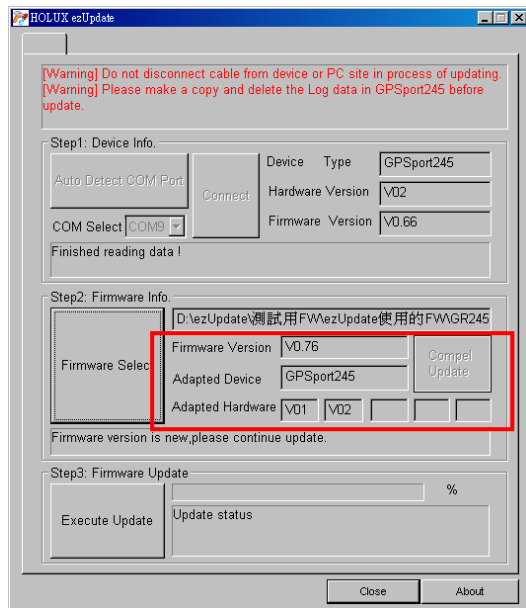 HOLUX ezUpdate
[Warning] Do not disconnect cable from device or PC site in process of updating.
[Warning] Please make a copy and delete the Log data in GPSport245 before
update.
Step1: Device Info.
Auto Detect COM Port
Connect
Device Type GPSport245
Hardware Version V02
COM Select COM9
Firmware Version V0.66
Finished reading data !
Step2: Firmware Info.
Firmware Select
D:\ezUpdate\測試用FW\ezUpdate使用的FW\GR245
Firmware Version V0.76
Compel
Update
Adapted Device GPSport245
Adapted Hardware V01 V02
Firmware version is new,please continue update.
Step3: Firmware Update
%
Execute Update
Update status
Close
About